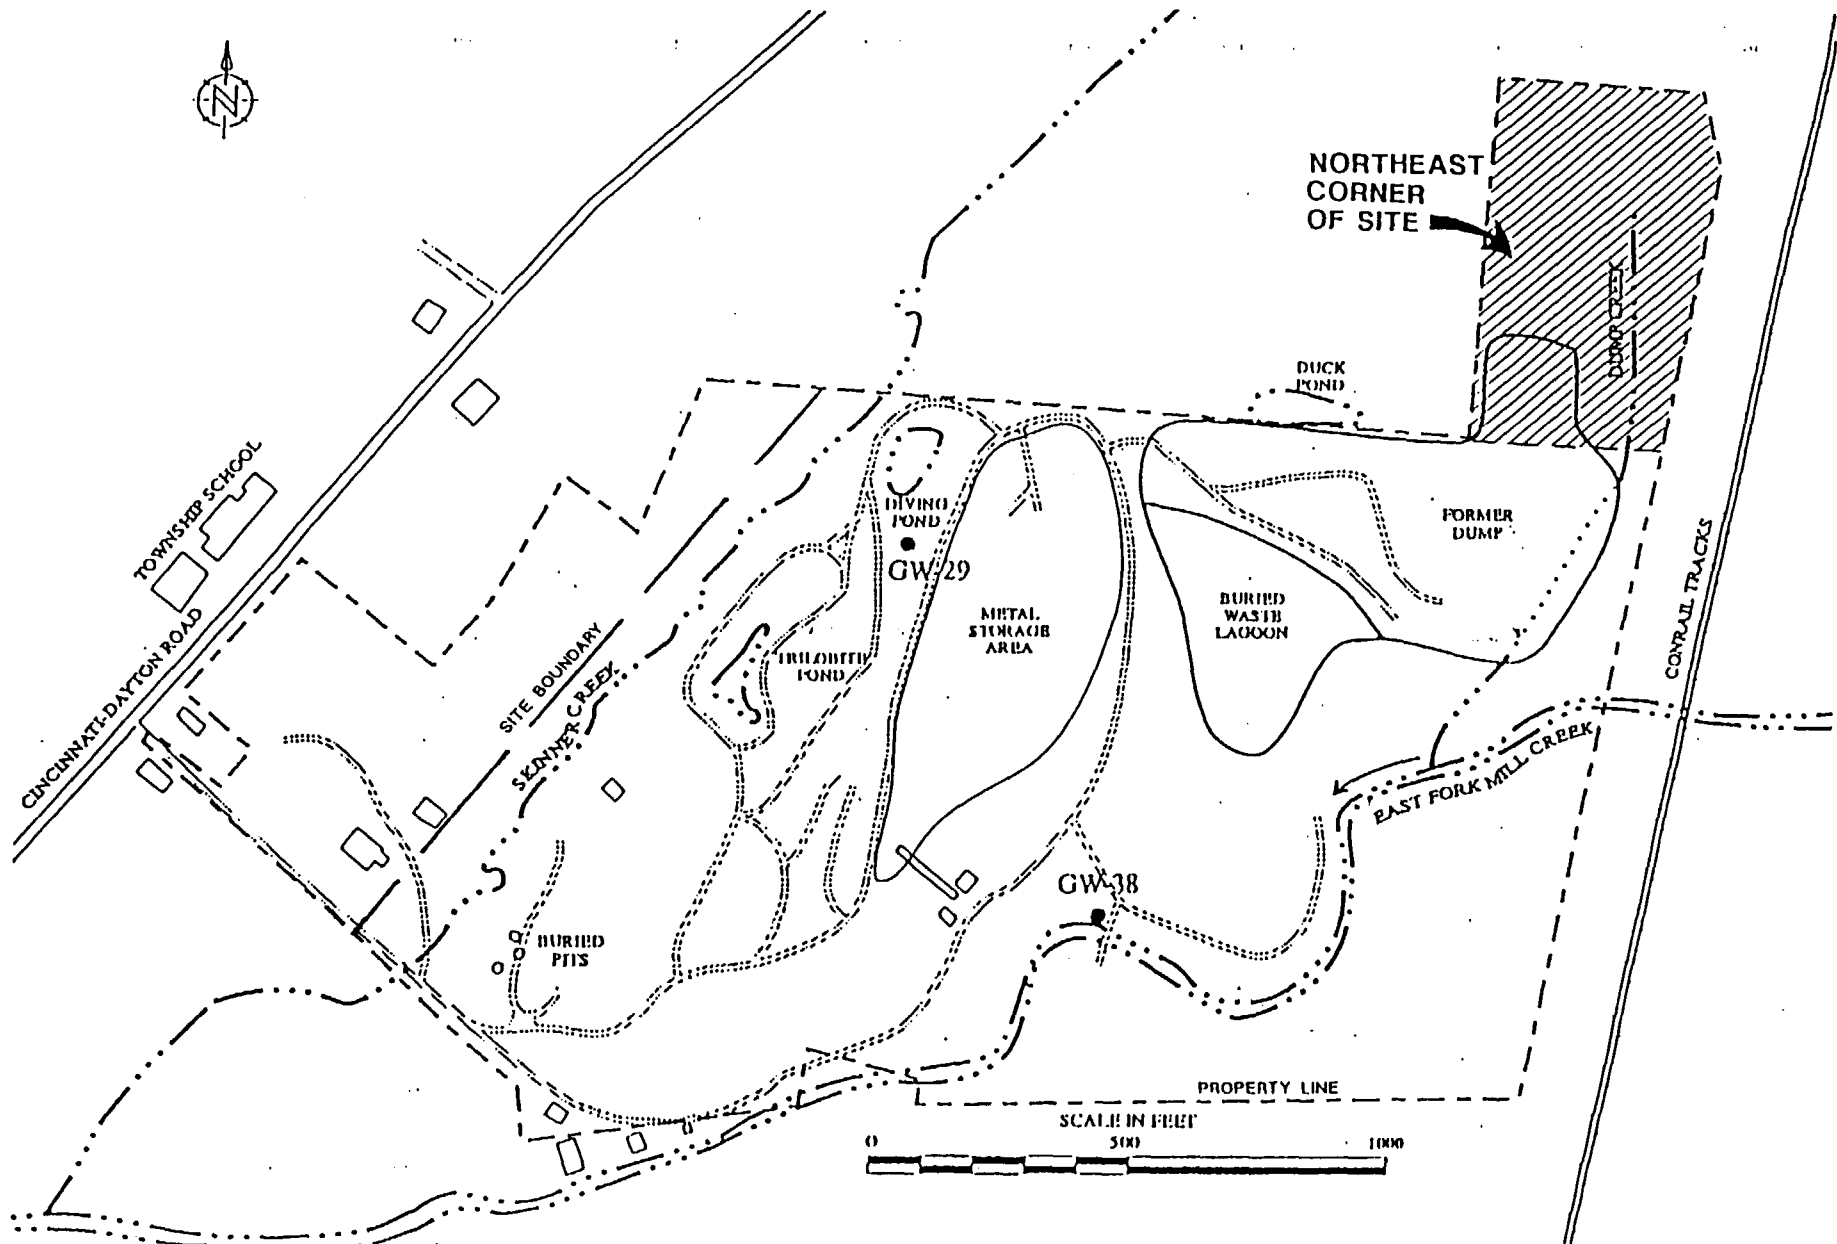 N
NORTHEAST
CORNER
OF SITE
DUMP CREEK
DUCK
POND
TOWNSHIP SCHOOL
DIVING
POND
GW-29
FORMER
DUMP
METAL
STORAGE
AREA
BURIED
WASTE
LAGOON
TRILOBITE
POND
CONRAIL TRACKS
CINCINNATI-DAYTON ROAD
SITE BOUNDARY
SKINNER CREEK
EAST FORK MILL CREEK
GW-38
BURIED
PITS
PROPERTY LINE
SCALE IN FEET
0 500 1000